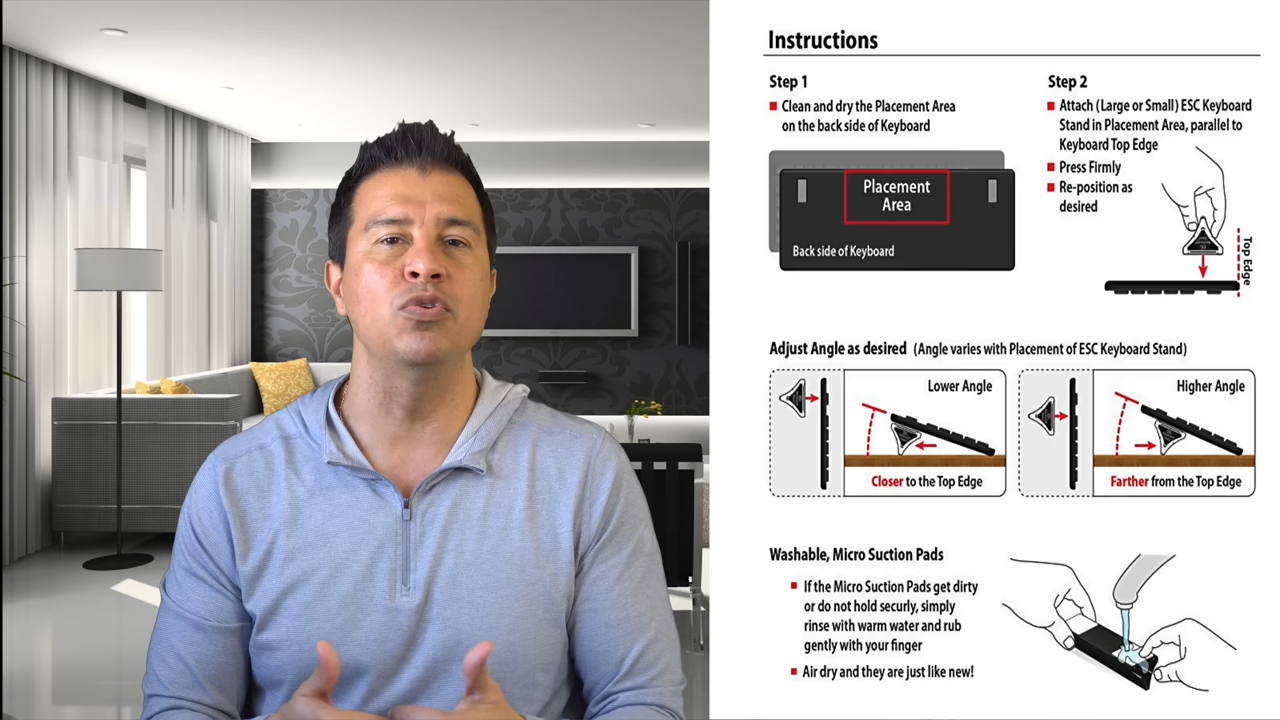 Instructions
Step 1
Clean and dry the Placement Area
on the back side of Keyboard
Placement
Area
Back side of Keyboard
Step 2
Attach (Large or Small) ESC Keyboard
Stand in Placement Area, parallel to
Keyboard Top Edge
Press Firmly
Re-position as
desired
Top Edge
Adjust Angle as desired (Angle varies with Placement of ESC Keyboard Stand)
Lower Angle
Closer to the Top Edge
Higher Angle
Farther from the Top Edge
Washable, Micro Suction Pads
If the Micro Suction Pads get dirty
or do not hold securly, simply
rinse with warm water and rub
gently with your finger
Air dry and they are just like new!